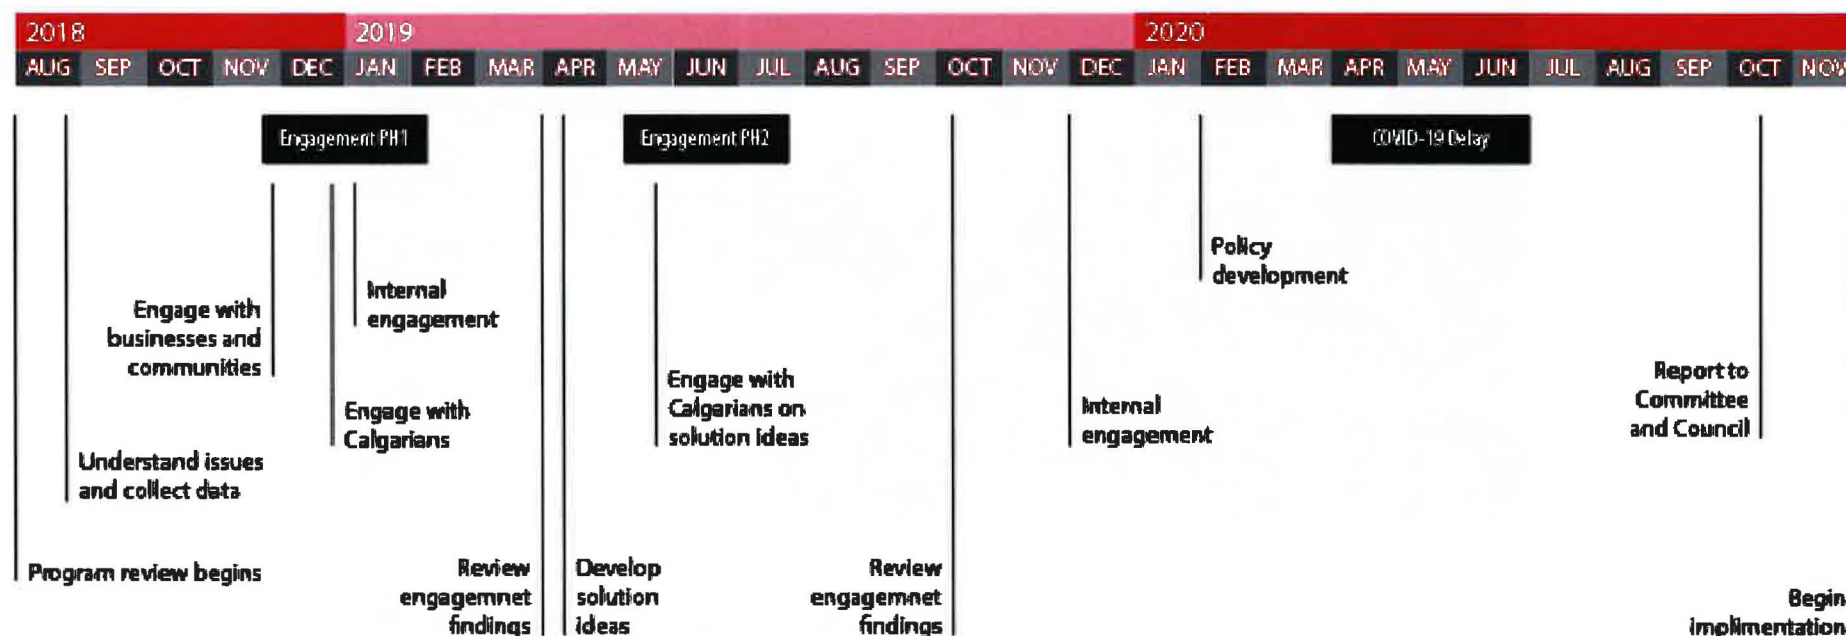 2018 2019 2020
AUG SEP OCT NOV DEC JAN FEB MAR APR MAY JUN JUL AUG SEP OCT NOV DEC JAN FEB MAR APR MAY JUN JUL AUG SEP OCT NOV
Engagement PH1
Engagement PH2
COVID-19 Delay
Policy
development
Internal
engagement
Engage with
businesses and
communities
Engage with
Calgarians on
solution ideas
Report to
Committee
and Council
Engage with
Calgarians
Internal
engagement
Understand issues
and collect data
Program review begins
Review
engagemnet
findings
Develop
solution
ideas
Review
engagemnet
findings
Begin
implimentation